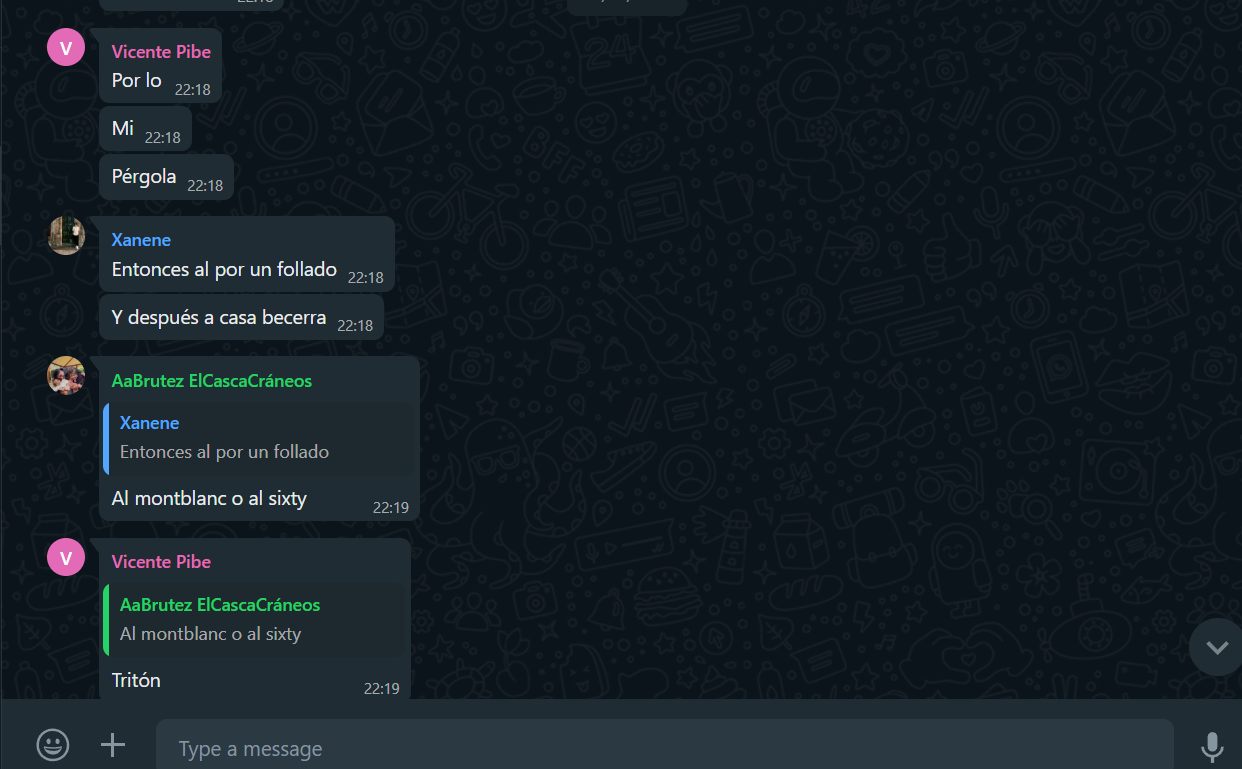 Vicente Pibe
Por lo 22:18
Mi 22:18
Pérgola 22:18
Xanene
Entonces al por un follado 22:18
Y después a casa becerra 22:18
AaBrutez ElCascaCráneos
Xanene
Entonces al por un follado
Al montblanc o al sixty 22:19
Vicente Pibe
AaBrutez ElCascaCráneos
Al montblanc o al sixty
Tritón 22:19
Type a message